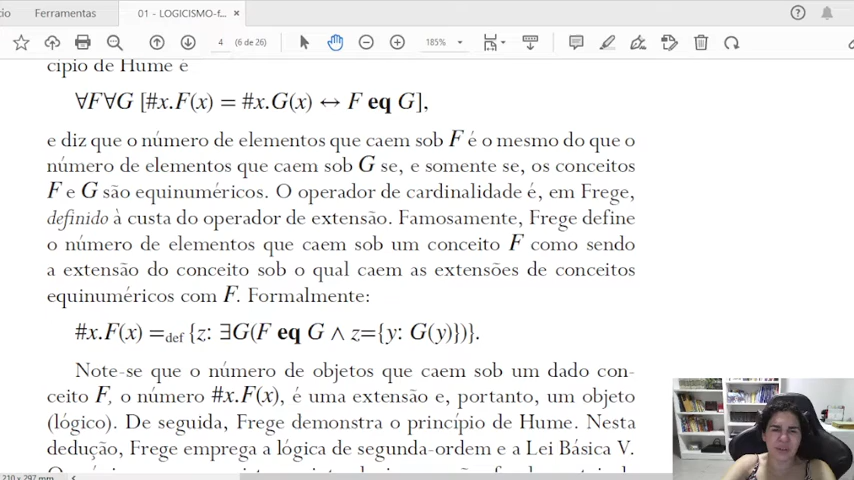 cio Ferramentas 01 - LOGICISMO-f... ×
4 (6 de 26) 185%
cípio de Hume é
∀F∀G [#x.F(x) = #x.G(x) ↔ F eq G],
e diz que o número de elementos que caem sob F é o mesmo do que o
número de elementos que caem sob G se, e somente se, os conceitos
F e G são equinuméricos. O operador de cardinalidade é, em Frege,
definido à custa do operador de extensão. Famosamente, Frege define
o número de elementos que caem sob um conceito F como sendo
a extensão do conceito sob o qual caem as extensões de conceitos
equinuméricos com F. Formalmente:
#x.F(x) =def {z: ∃G(F eq G ∧ z={y: G(y)})}.
Note-se que o número de objetos que caem sob um dado con-
ceito F, o número #x.F(x), é uma extensão e, portanto, um objeto
(lógico). De seguida, Frege demonstra o princípio de Hume. Nesta
dedução, Frege emprega a lógica de segunda-ordem e a Lei Básica V.
210 x 297 mm